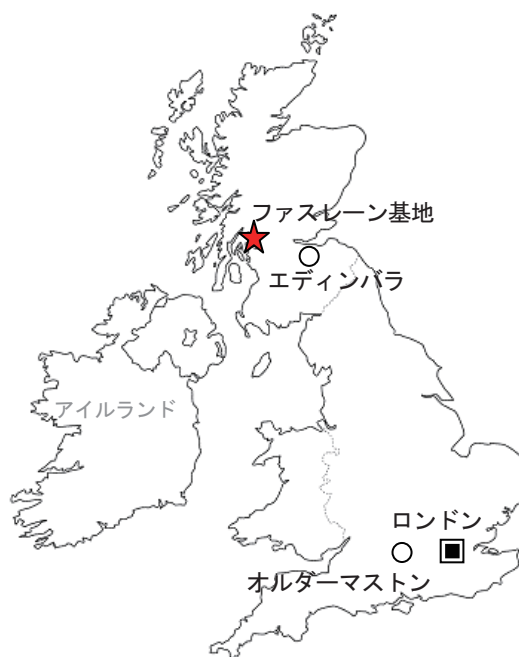 ファスレーン基地
エディンバラ
アイルランド
ロンドン
オルダーマストン